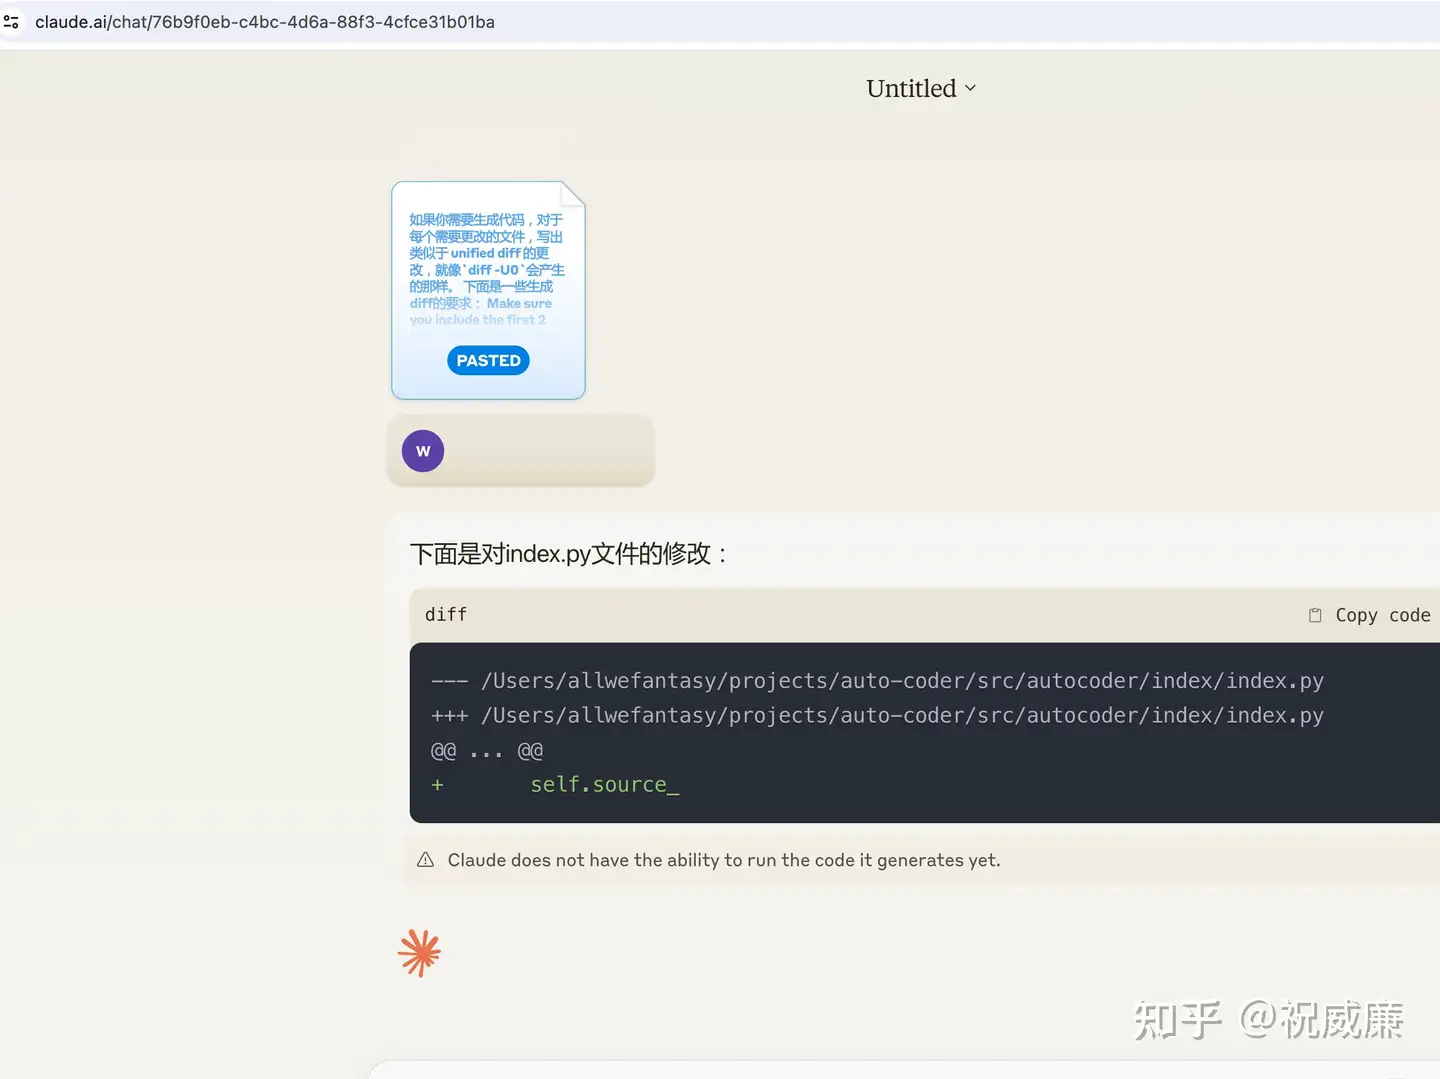 claude.ai/chat/76b9f0eb-c4bc-4d6a-88f3-4cfce31b01ba
Untitled
如果你需要生成代码，对于
每个需要更改的文件，写出
类似于 unified diff 的更
改，就像`diff -U0`会产生
的那样。 下面是一些生成
diff的要求： Make sure
you include the first 2
PASTED
W
下面是对index.py文件的修改：
diff
Copy code
--- /Users/allwefantasy/projects/auto-coder/src/autocoder/index/index.py
+++ /Users/allwefantasy/projects/auto-coder/src/autocoder/index/index.py
@@ ... @@
+        self.source_
Claude does not have the ability to run the code it generates yet.
知乎 @祝威廉